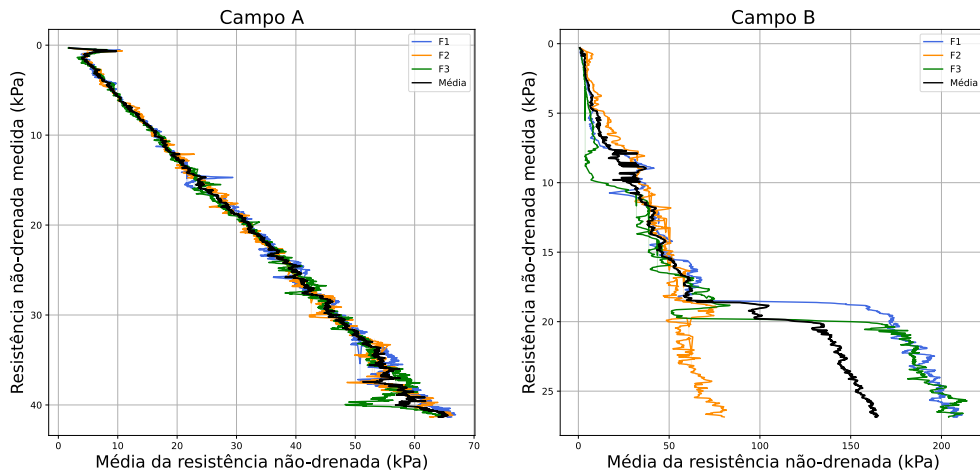 Campo A
Resistência não-drenada medida (kPa)
0
10
20
30
40
0
10
20
30
40
50
60
70
Média da resistência não-drenada (kPa)
F1
F2
F3
Média
Campo B
Resistência não-drenada medida (kPa)
0
5
10
15
20
25
0
50
100
150
200
Média da resistência não-drenada (kPa)
F1
F2
F3
Média